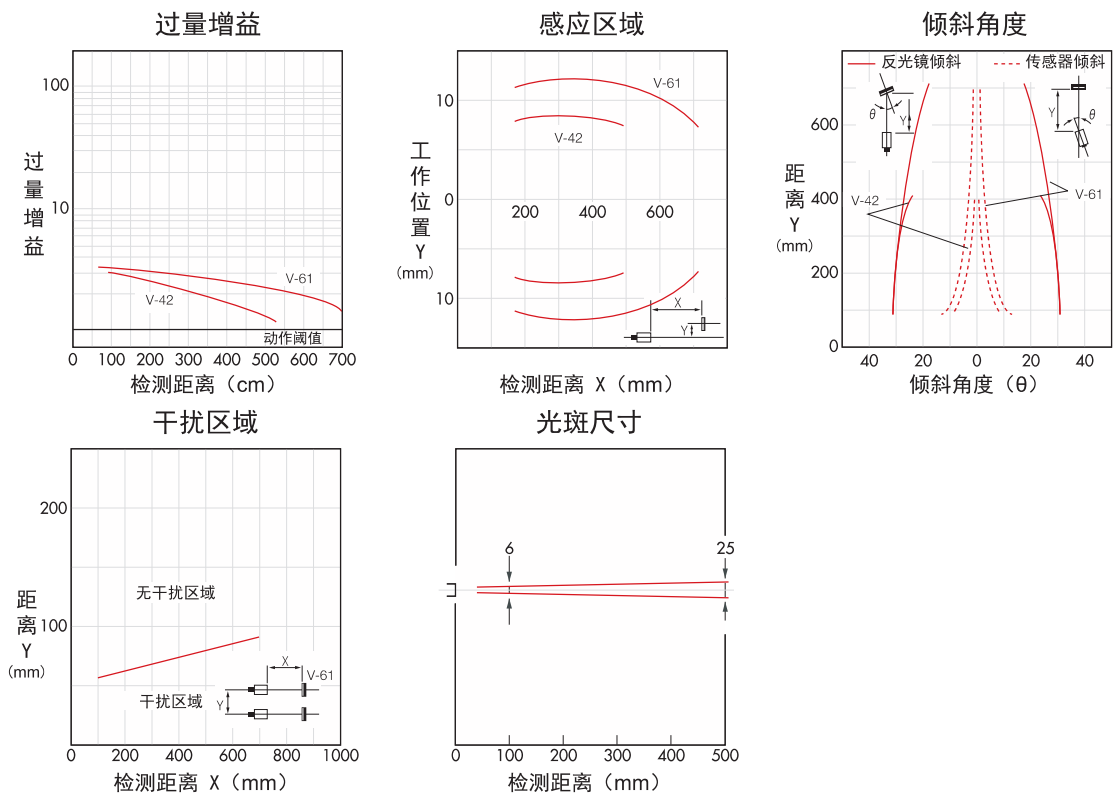 过量增益
100
10
过量增益
V-61
V-42
动作阈值
0 100 200 300 400 500 600 700
检测距离（cm）
感应区域
10
0
10
工作位置 Y
(mm)
V-61
V-42
200 400 600
X
Y
检测距离 X（mm）
倾斜角度
反光镜倾斜
传感器倾斜
θ
Y
Y
θ
600
400
200
0
距离 Y
(mm)
V-42
V-61
40 20 0 20 40
倾斜角度（θ）
干扰区域
200
100
距离 Y
(mm)
无干扰区域
干扰区域
X
V-61
Y
0 200 400 600 800 1000
检测距离 X（mm）
光斑尺寸
6
25
0 100 200 300 400 500
检测距离（mm）